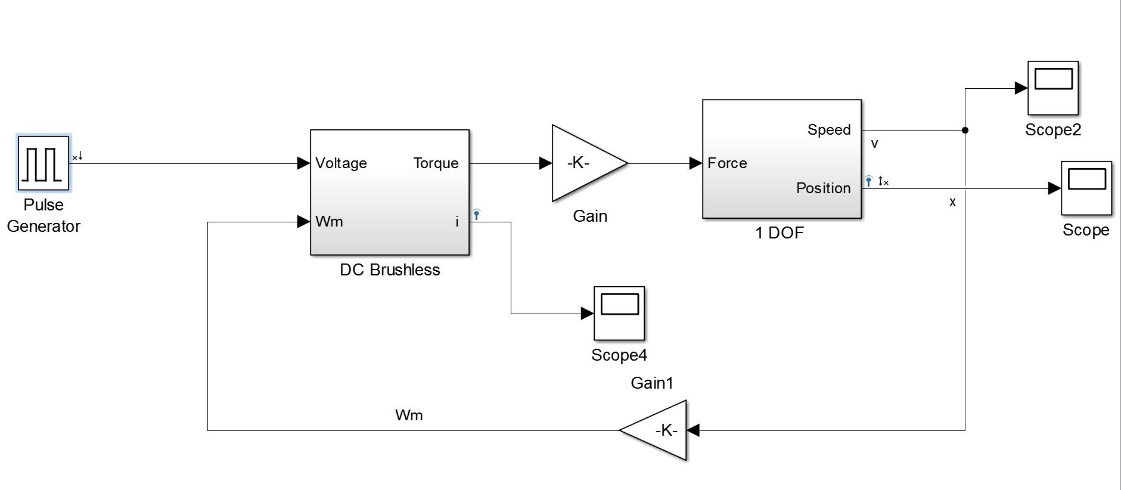 Scope2
Pulse
Generator
Voltage
Torque
Wm
i
DC Brushless
-K-
Gain
Force
Speed
Position
1 DOF
v
x
Scope
Scope4
Gain1
-K-
Wm